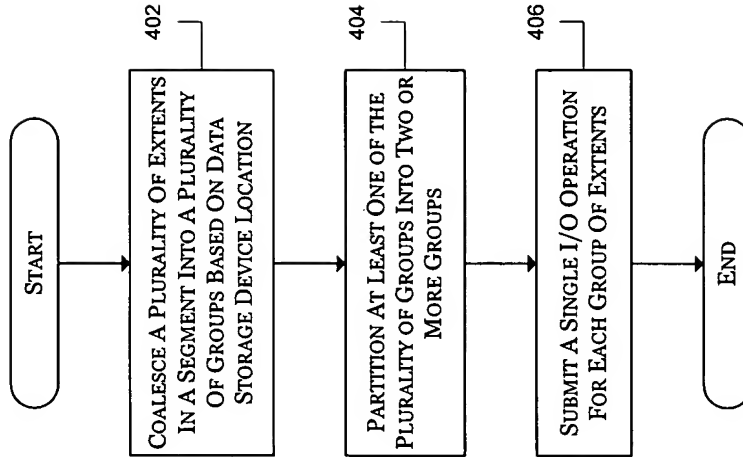 START
402
COALESCE A PLURALITY OF EXTENTS
IN A SEGMENT INTO A PLURALITY
OF GROUPS BASED ON DATA
STORAGE DEVICE LOCATION
404
PARTITION AT LEAST ONE OF THE
PLURALITY OF GROUPS INTO TWO OR
MORE GROUPS
406
SUBMIT A SINGLE I/O OPERATION
FOR EACH GROUP OF EXTENTS
END